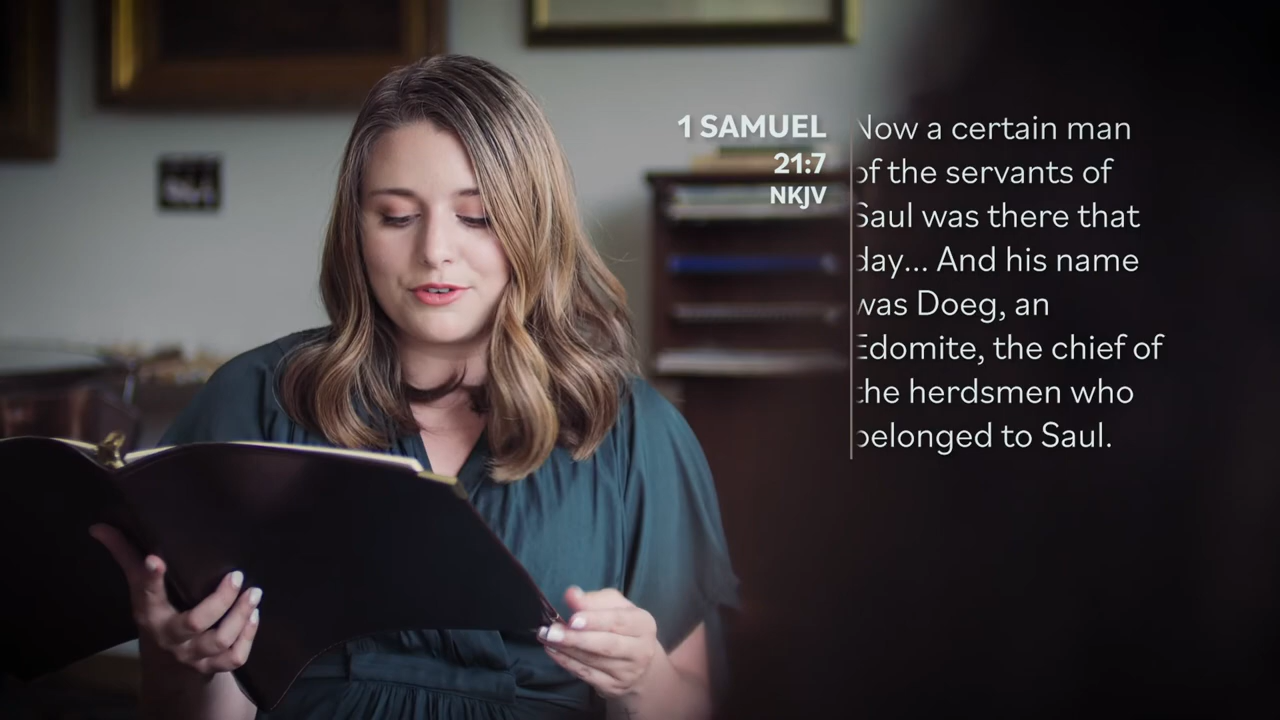 1 SAMUEL
21:7
NKJV
Now a certain man
of the servants of
Saul was there that
day... And his name
was Doeg, an
Edomite, the chief of
the herdsmen who
belonged to Saul.